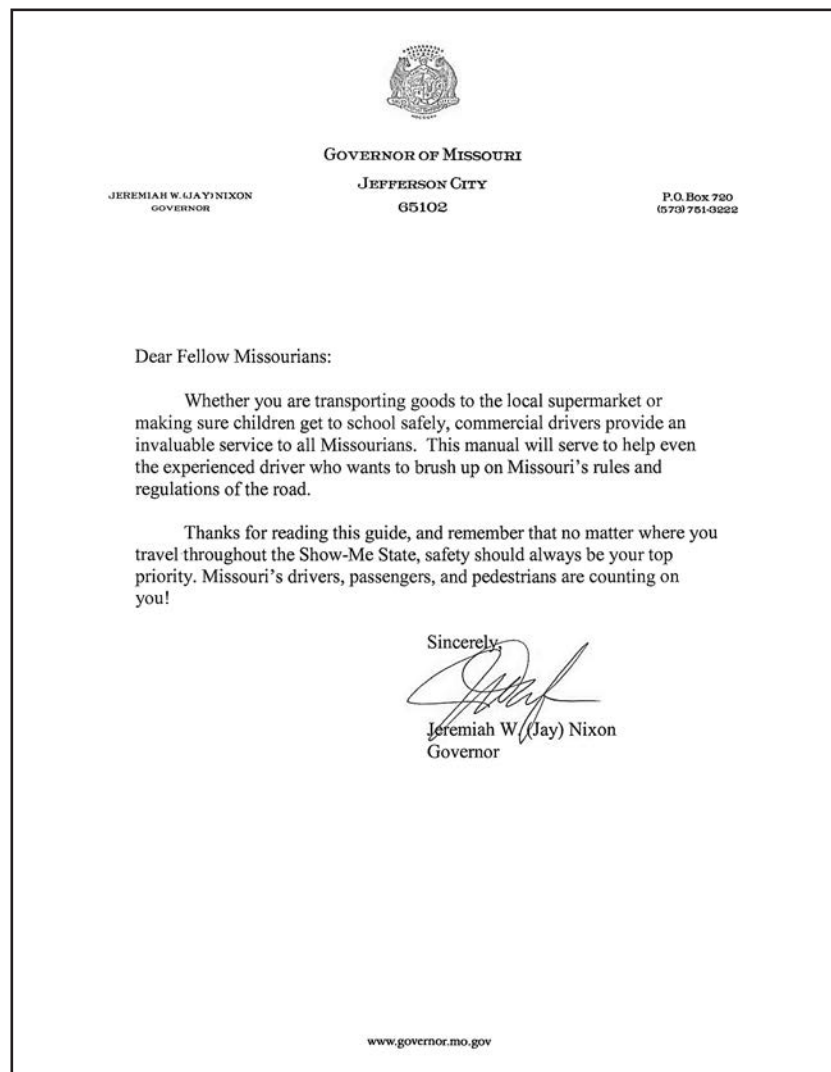 GOVERNOR OF MISSOURI
JEFFERSON CITY
65102
JEREMIAH W. (JAY) NIXON
GOVERNOR
P.O. BOX 720
(573) 751-3222
Dear Fellow Missourians:
Whether you are transporting goods to the local supermarket or
making sure children get to school safely, commercial drivers provide an
invaluable service to all Missourians. This manual will serve to help even
the experienced driver who wants to brush up on Missouri's rules and
regulations of the road.
Thanks for reading this guide, and remember that no matter where you
travel throughout the Show-Me State, safety should always be your top
priority. Missouri's drivers, passengers, and pedestrians are counting on
you!
Sincerely,
Jeremiah W. (Jay) Nixon
Governor
www.governor.mo.gov